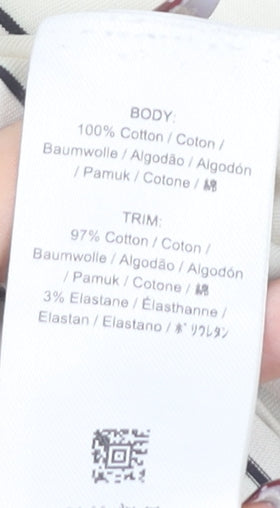 BODY:
100% Cotton / Coton /
Baumwolle / Algodão / Algodón
/ Pamuk / Cotone / 綿
TRIM:
97% Cotton / Coton /
Baumwolle / Algodão / Algodón
/ Pamuk / Cotone / 綿
3% Elastane / Élasthanne /
Elastan / Elastano / ポリウレタン